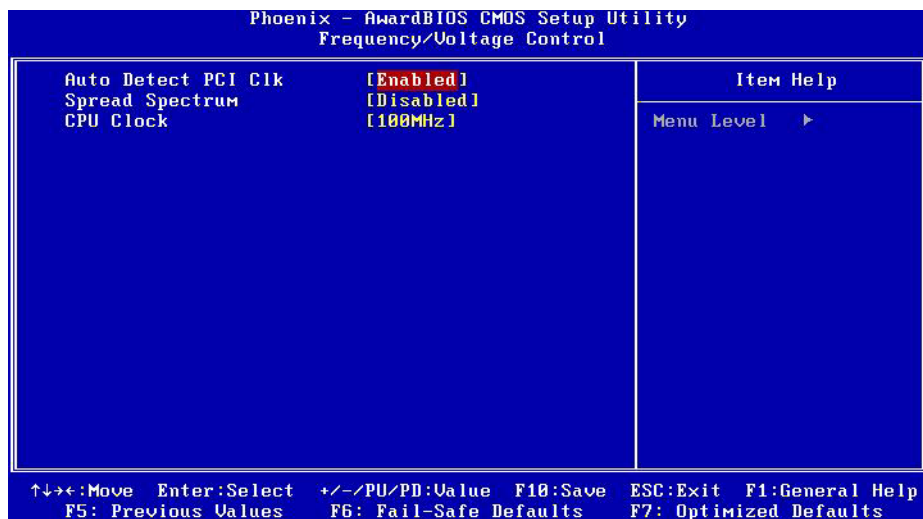 Phoenix - AwardBIOS CMOS Setup Utility
Frequency/Voltage Control
Auto Detect PCI Clk [Enabled]
Spread Spectrum [Disabled]
CPU Clock [100MHz]
Item Help
Menu Level ▶
↑↓→←:Move Enter:Select +/-/PU/PD:Value F10:Save ESC:Exit F1:General Help
F5: Previous Values F6: Fail-Safe Defaults F7: Optimized Defaults